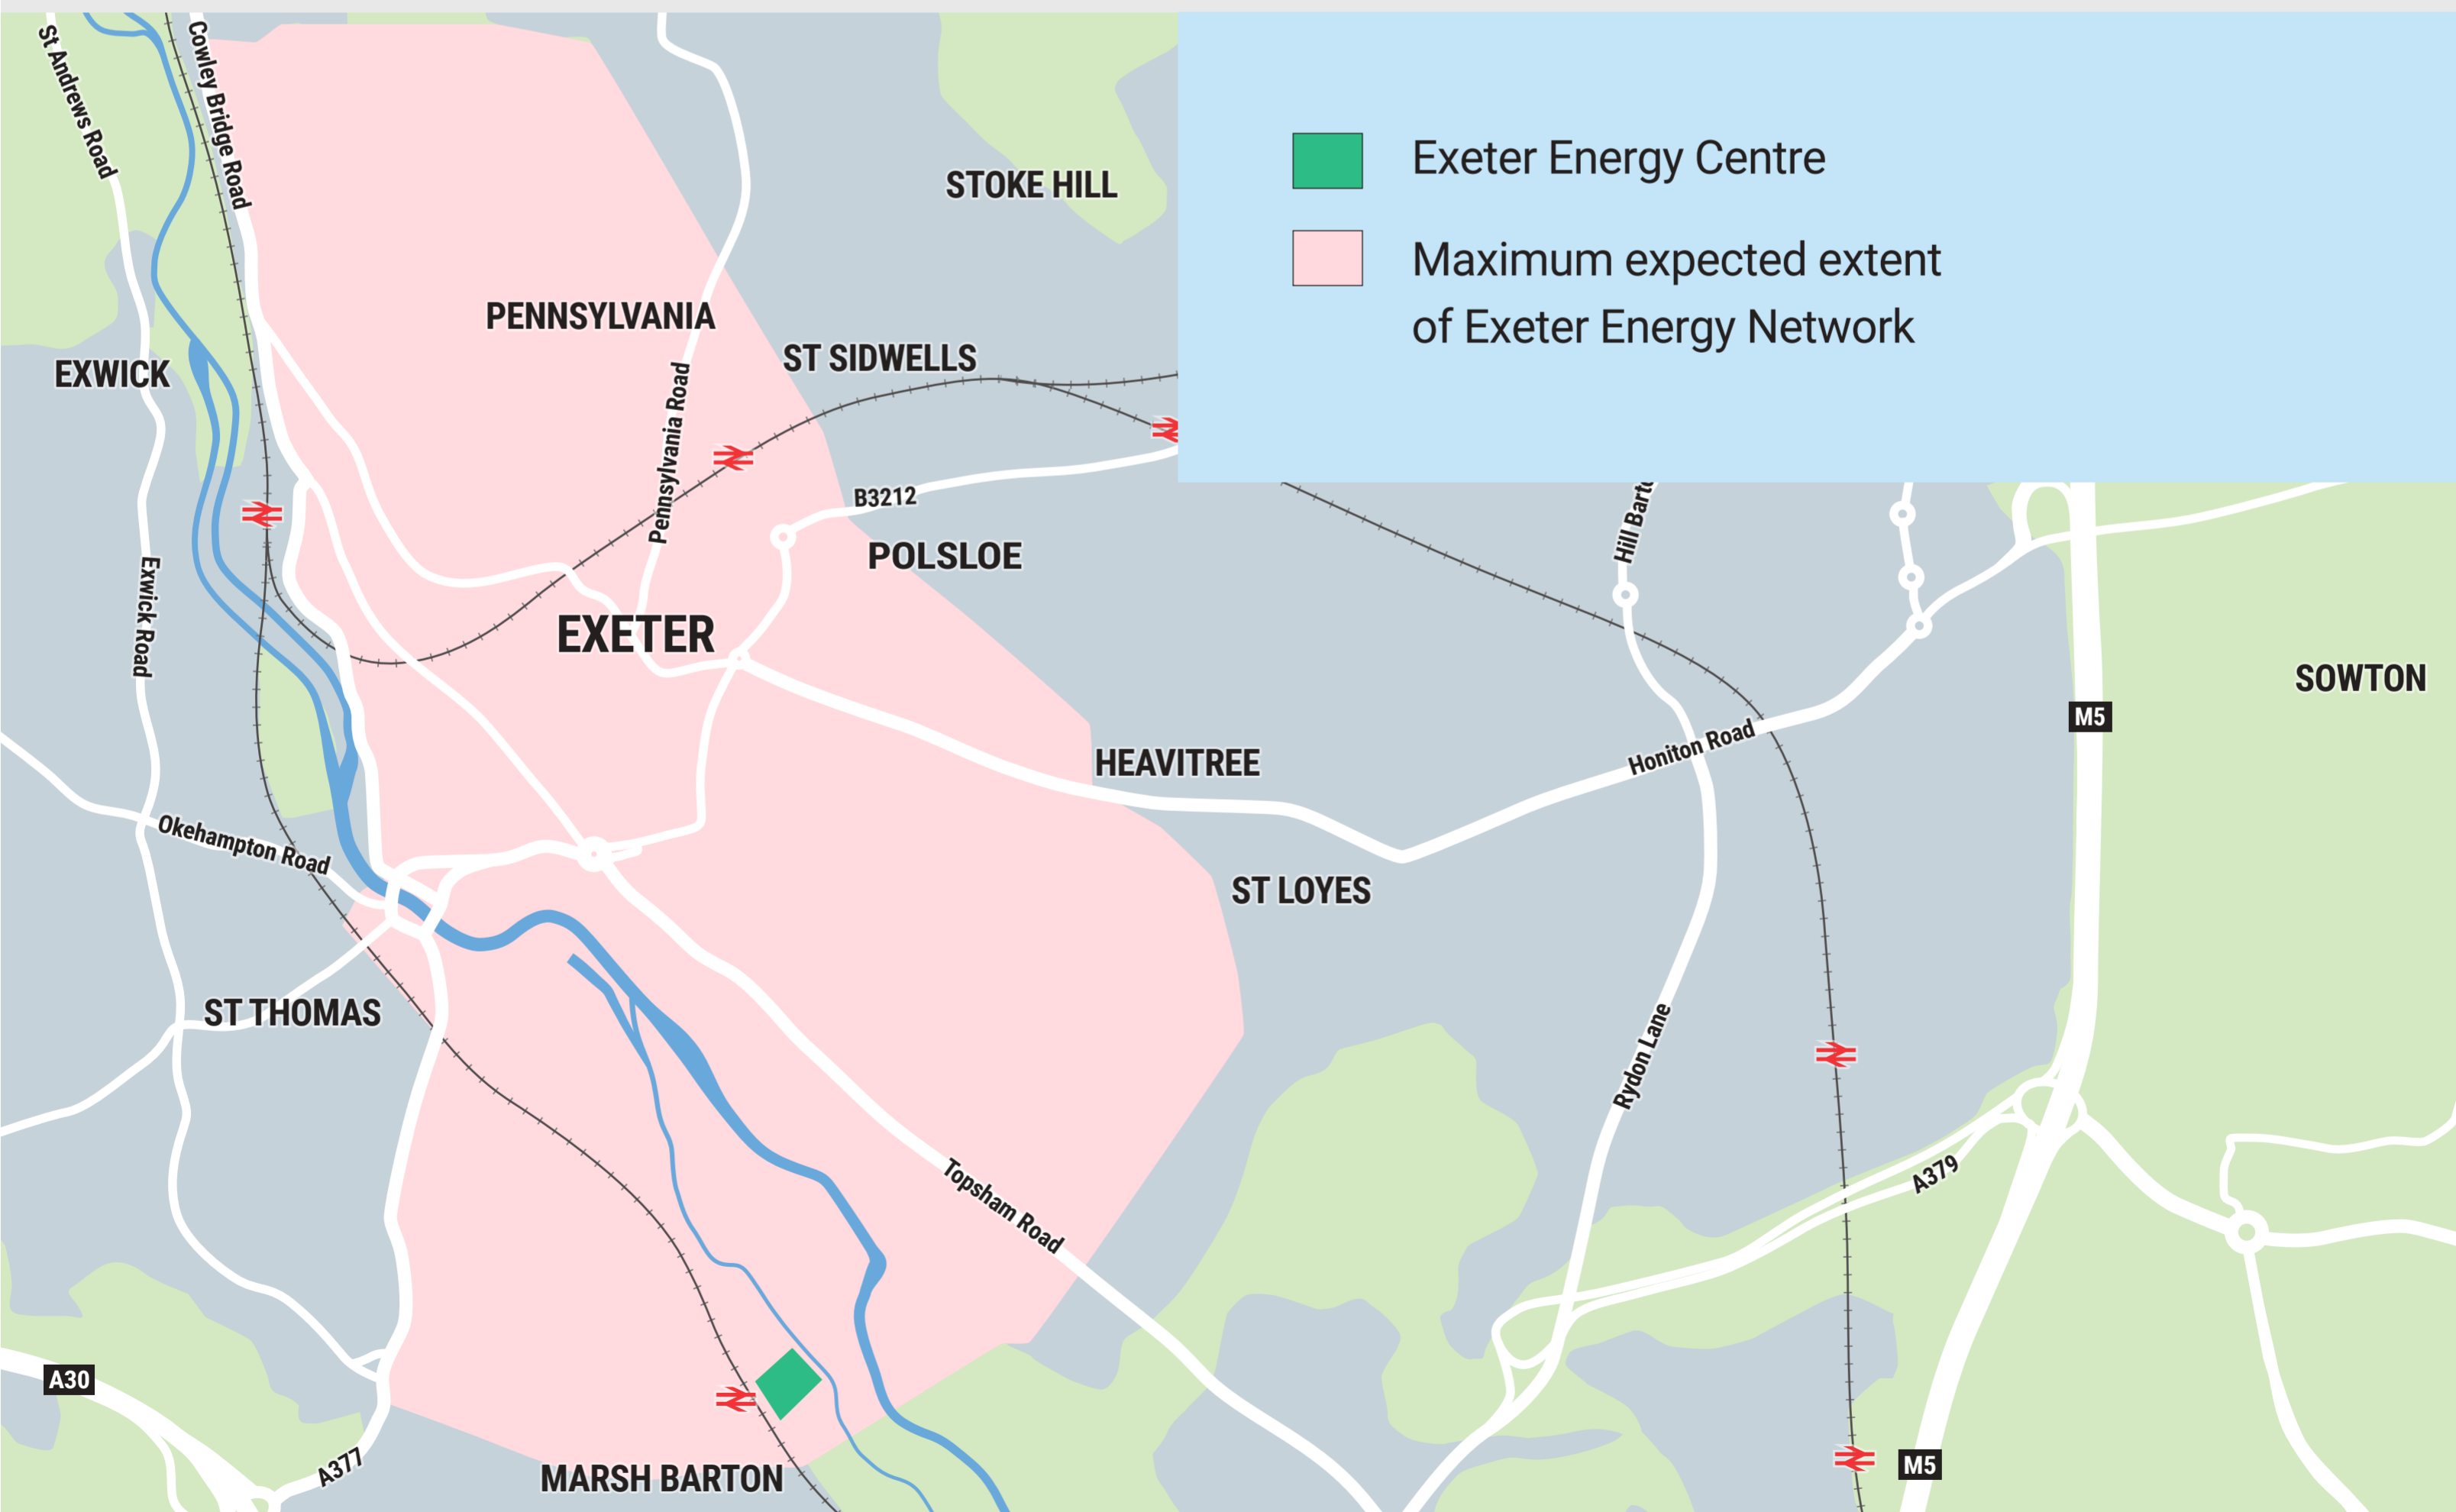 St Andrews Road
Cowley Bridge Road
Exeter Energy Centre
Maximum expected extent
of Exeter Energy Network
STOKE HILL
PENNSYLVANIA
ST SIDWELLS
EXWICK
Pennsylvania Road
B3212
Hill Barto
POLSLOE
Exwick Road
EXETER
SOWTON
M5
Honiton Road
HEAVITREE
Okehampton Road
ST LOYES
ST THOMAS
Rydon Lane
A379
Topsham Road
A30
A377
MARSH BARTON
M5